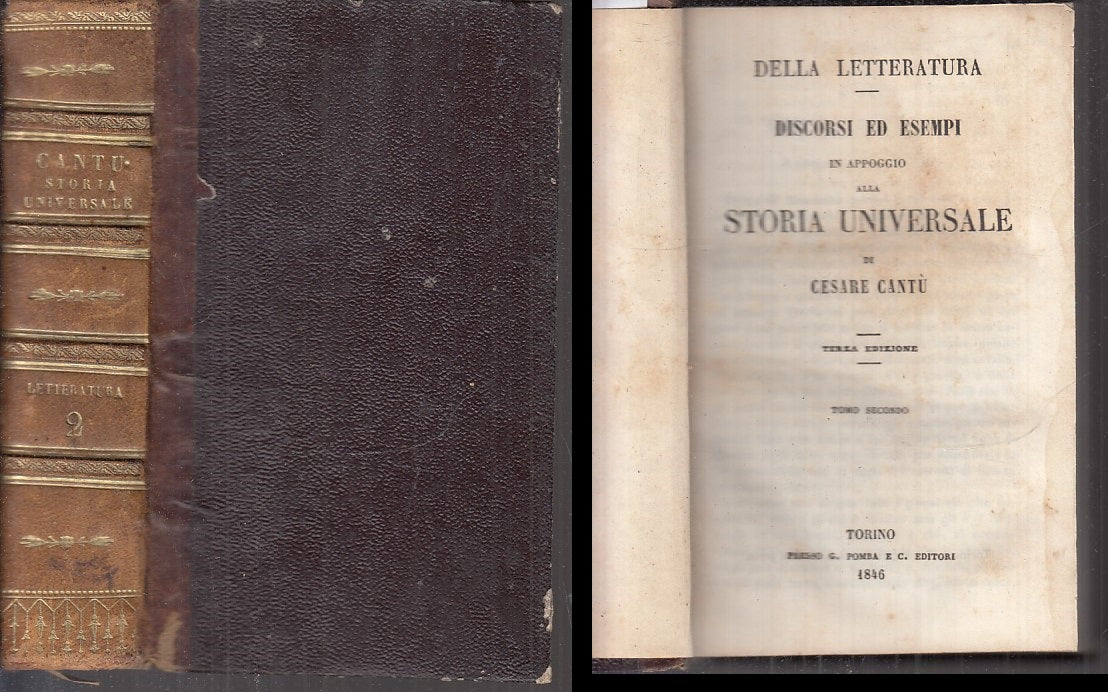 CANTU
STORIA
UNIVERSALE
LETTERATURA
2
DELLA LETTERATURA
DISCORSI ED ESEMPI
IN APPOGGIO
ALLA
STORIA UNIVERSALE
DI
CESARE CANTÙ
TERZA EDIZIONE
TOMO SECONDO
TORINO
PRESSO G. POMBA E C. EDITORI
1846